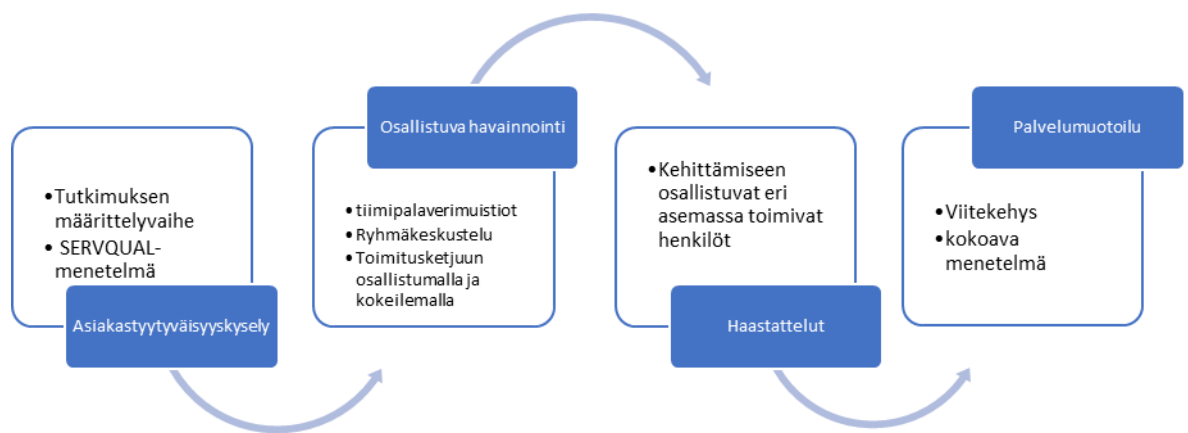 •Tutkimuksen
määrittelyvaihe
• SERVQUAL-
menetelmä
Asiakastyytyväisyyskysely
Osallistuva havainnointi
•tiimipalaverimuistiot
•Ryhmäkeskustelu
•Toimitusketjuun
osallistumalla ja
kokeilemalla
•Kehittämiseen
osallistuvat eri
asemassa toimivat
henkilöt
Haastattelut
Palvelumuotoilu
•Viitekehys
•kokoava
menetelmä